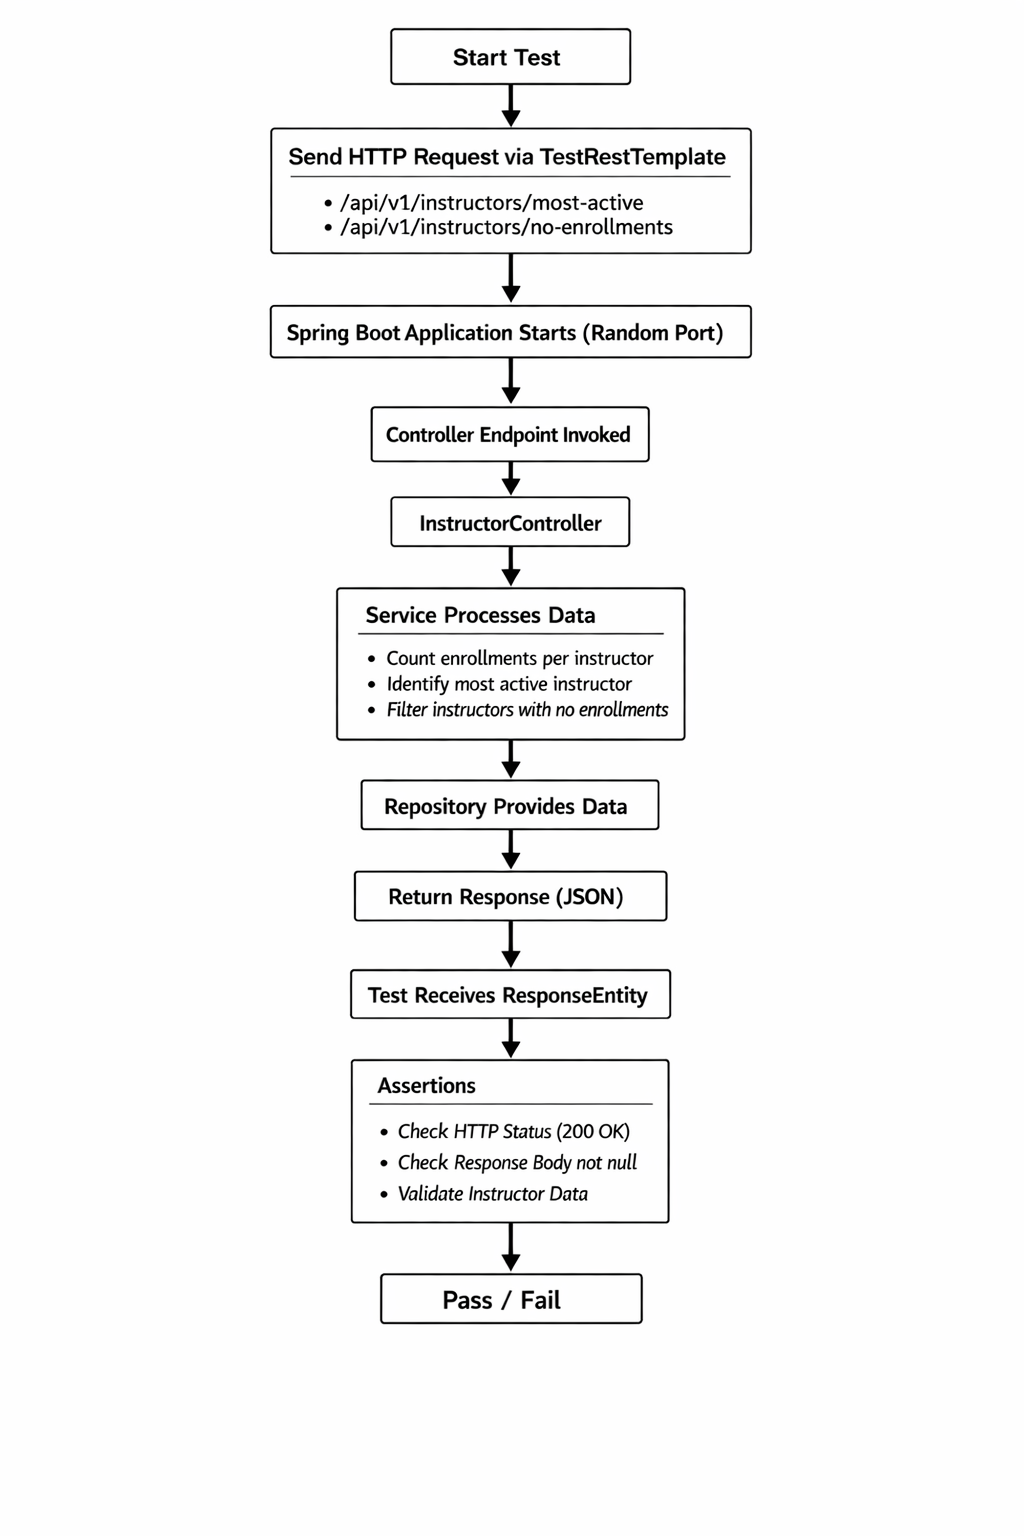 Start Test
Send HTTP Request via TestRestTemplate
• /api/v1/instructors/most-active
• /api/v1/instructors/no-enrollments
Spring Boot Application Starts (Random Port)
Controller Endpoint Invoked
InstructorController
Service Processes Data
• Count enrollments per instructor
• Identify most active instructor
• Filter instructors with no enrollments
Repository Provides Data
Return Response (JSON)
Test Receives ResponseEntity
Assertions
• Check HTTP Status (200 OK)
• Check Response Body not null
• Validate Instructor Data
Pass / Fail